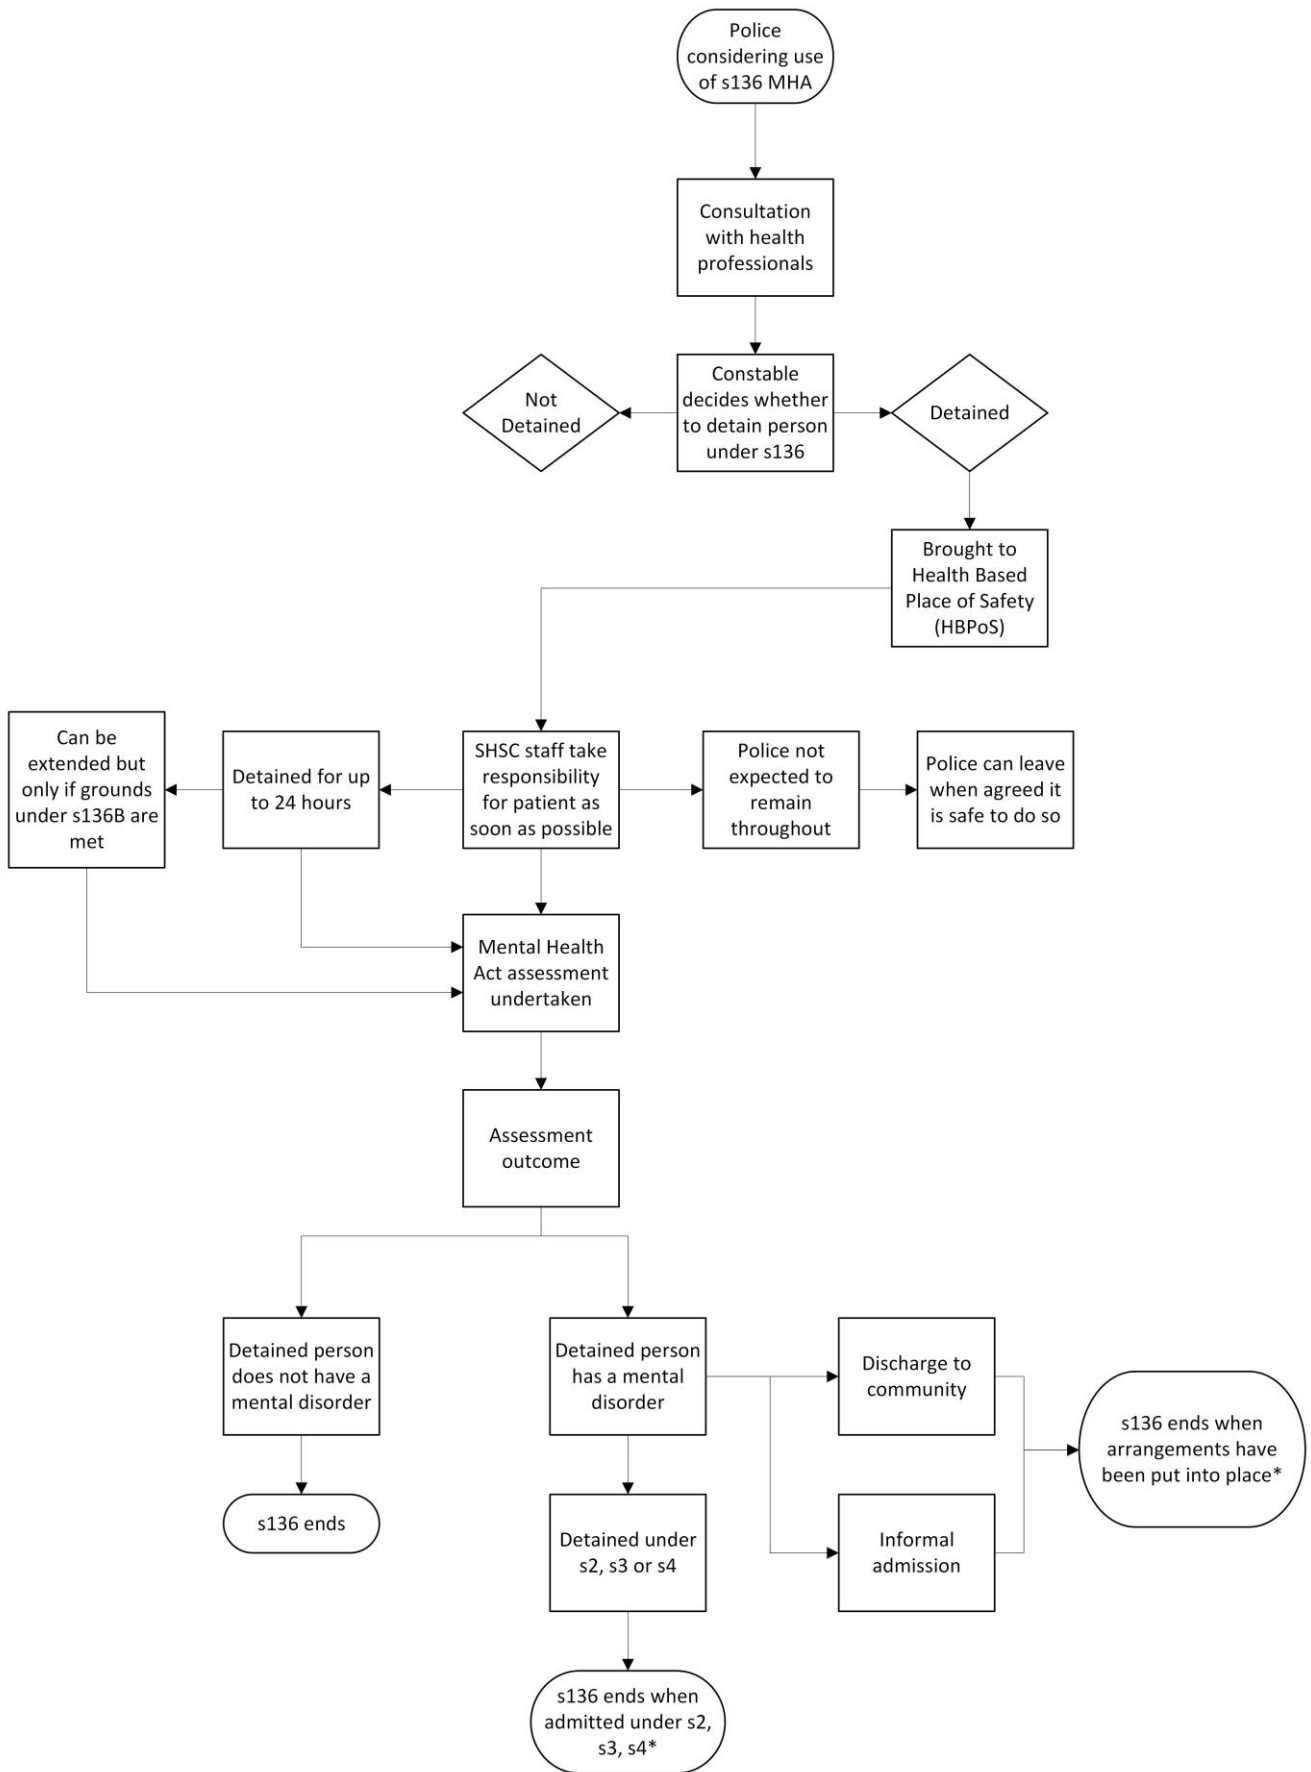 Police
considering use
of s136 MHA
Consultation
with health
professionals
Not
Detained
Constable
decides whether
to detain person
under s136
Detained
Brought to
Health Based
Place of Safety
(HBPoS)
Can be
extended but
only if grounds
under s136B are
met
Detained for up
to 24 hours
SHSC staff take
responsibility
for patient as
soon as possible
Police not
expected to
remain
throughout
Police can leave
when agreed it
is safe to do so
Mental Health
Act assessment
undertaken
Assessment
outcome
Detained person
does not have a
mental disorder
Detained person
has a mental
disorder
Discharge to
community
s136 ends when
arrangements have
been put into place*
s136 ends
Detained under
s2, s3 or s4
Informal
admission
s136 ends when
admitted under s2,
s3, s4*